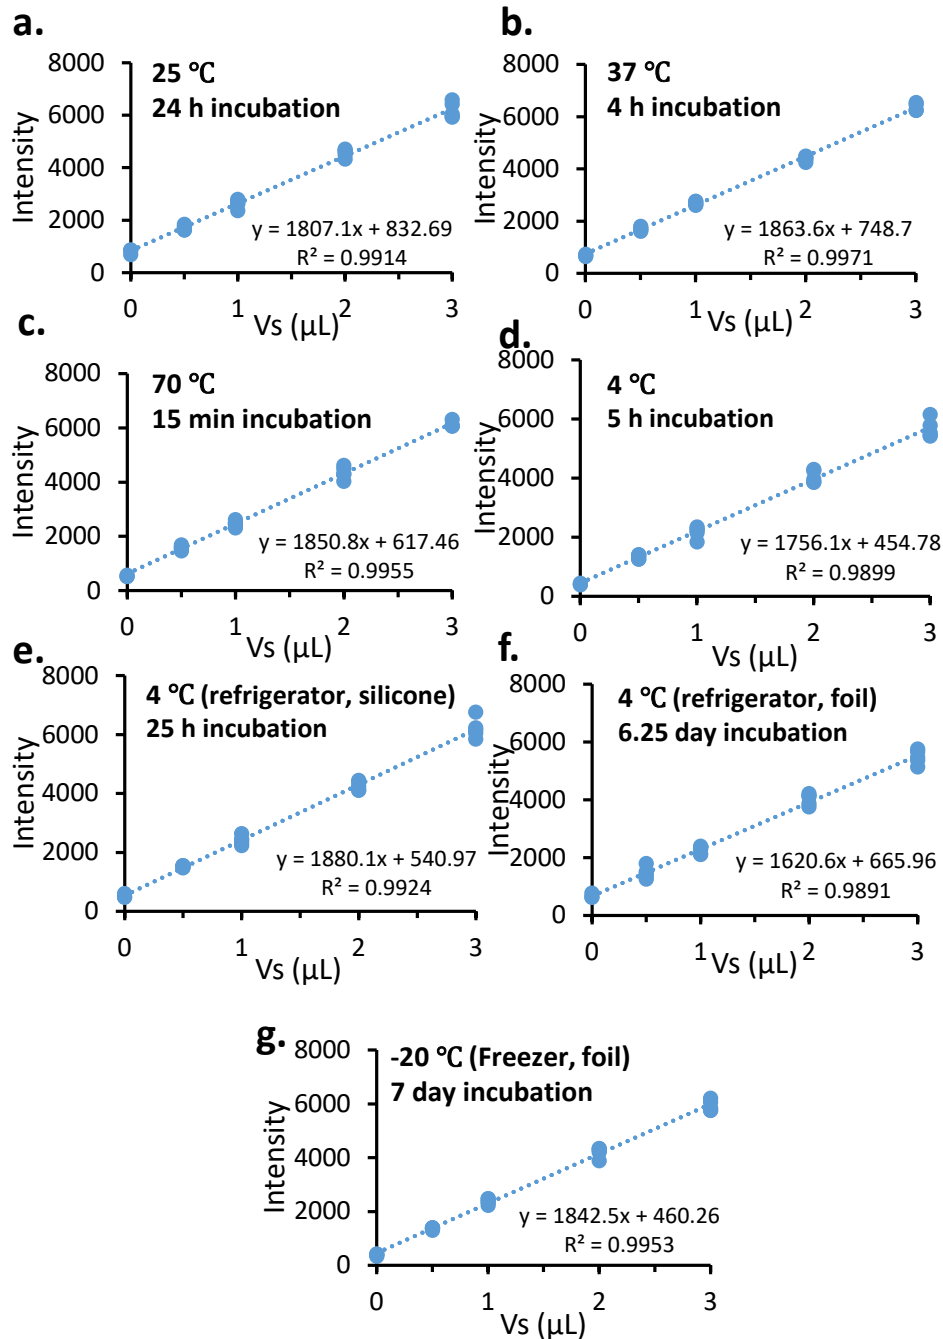 a.
25 ℃
24 h incubation
8000
6000
4000
2000
0
Intensity
y = 1807.1x + 832.69
R² = 0.9914
0 1 2 3
Vs (µL)
b.
37 ℃
4 h incubation
8000
6000
4000
2000
0
Intensity
y = 1863.6x + 748.7
R² = 0.9971
0 1 2 3
Vs (µL)
c.
70 ℃
15 min incubation
8000
6000
4000
2000
0
Intensity
y = 1850.8x + 617.46
R² = 0.9955
0 1 2 3
Vs (µL)
d.
4 ℃
5 h incubation
8000
6000
4000
2000
0
Intensity
y = 1756.1x + 454.78
R² = 0.9899
0 1 2 3
Vs (µL)
e.
4 ℃ (refrigerator, silicone)
25 h incubation
8000
6000
4000
2000
0
Intensity
y = 1880.1x + 540.97
R² = 0.9924
0 1 2 3
Vs (µL)
f.
4 ℃ (refrigerator, foil)
6.25 day incubation
8000
6000
4000
2000
0
Intensity
y = 1620.6x + 665.96
R² = 0.9891
0 1 2 3
Vs (µL)
g.
-20 ℃ (Freezer, foil)
7 day incubation
8000
6000
4000
2000
0
Intensity
y = 1842.5x + 460.26
R² = 0.9953
0 1 2 3
Vs (µL)